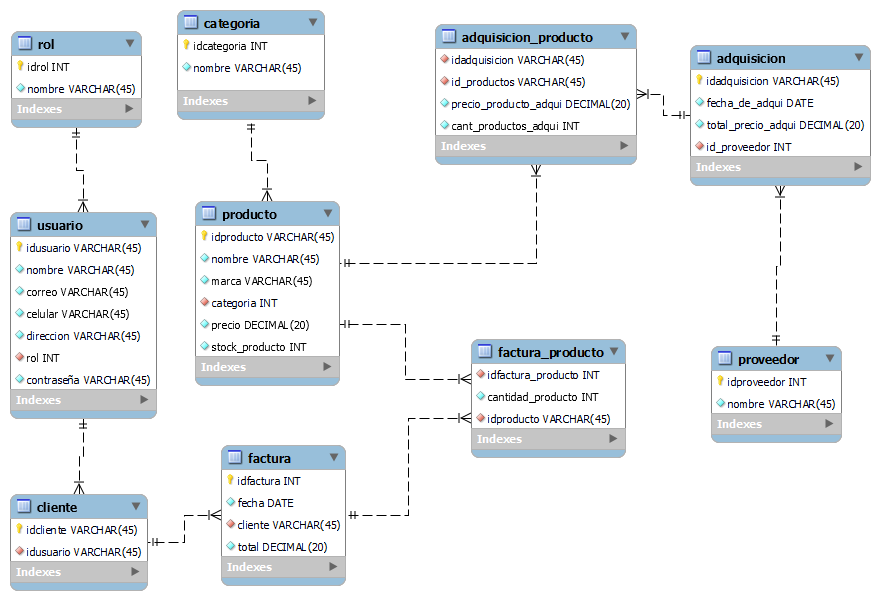 rol
idrol INT
nombre VARCHAR(45)
Indexes
categoria
idcategoria INT
nombre VARCHAR(45)
Indexes
adquisicion_producto
idadquisicion VARCHAR(45)
id_productos VARCHAR(45)
precio_producto_adqui DECIMAL(20)
cant_productos_adqui INT
Indexes
adquisicion
idadquisicion VARCHAR(45)
fecha_de_adqui DATE
total_precio_adqui DECIMAL(20)
id_proveedor INT
Indexes
usuario
idusuario VARCHAR(45)
nombre VARCHAR(45)
correo VARCHAR(45)
celular VARCHAR(45)
direccion VARCHAR(45)
rol INT
contraseña VARCHAR(45)
Indexes
producto
idproducto VARCHAR(45)
nombre VARCHAR(45)
marca VARCHAR(45)
categoria INT
precio DECIMAL(20)
stock_producto INT
Indexes
factura_producto
idfactura_producto INT
cantidad_producto INT
idproducto VARCHAR(45)
Indexes
proveedor
idproveedor INT
nombre VARCHAR(45)
Indexes
factura
idfactura INT
fecha DATE
cliente VARCHAR(45)
total DECIMAL(20)
Indexes
cliente
idcliente VARCHAR(45)
idusuario VARCHAR(45)
Indexes